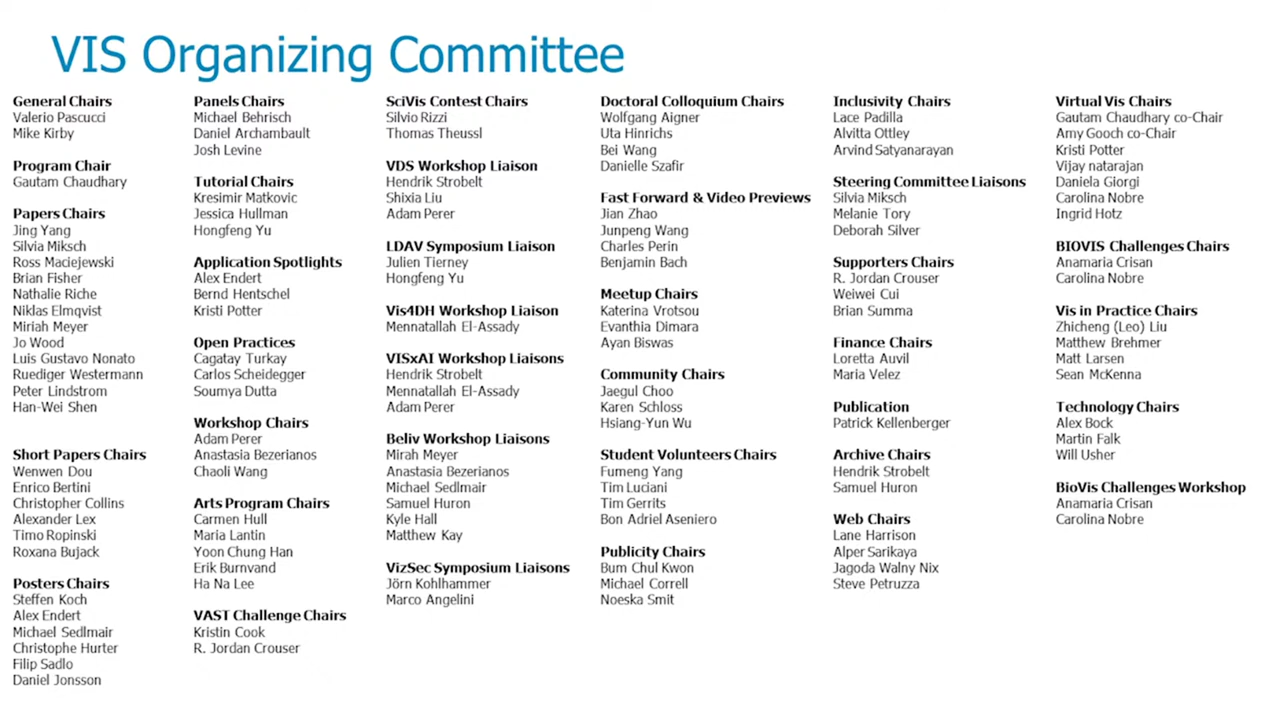 VIS Organizing Committee
General Chairs
Valerio Pascucci
Mike Kirby
Program Chair
Gautam Chaudhary
Papers Chairs
Jing Yang
Silvia Miksch
Ross Maciejewski
Brian Fisher
Nathalie Riche
Niklas Elmqvist
Miriah Meyer
Jo Wood
Luis Gustavo Nonato
Ruediger Westermann
Peter Lindstrom
Han-Wei Shen
Short Papers Chairs
Wenwen Dou
Enrico Bertini
Christopher Collins
Alexander Lex
Timo Ropinski
Roxana Bujack
Posters Chairs
Steffen Koch
Alex Endert
Michael Sedlmair
Christophe Hurter
Filip Sadlo
Daniel Jonsson
Panels Chairs
Michael Behrisch
Daniel Archambault
Josh Levine
Tutorial Chairs
Kresimir Matkovic
Jessica Hullman
Hongfeng Yu
Application Spotlights
Alex Endert
Bernd Hentschel
Kristi Potter
Open Practices
Cagatay Turkay
Carlos Scheidegger
Soumya Dutta
Workshop Chairs
Adam Perer
Anastasia Bezerianos
Chaoli Wang
Arts Program Chairs
Carmen Hull
Maria Lantin
Yoon Chung Han
Erik Burnvand
Ha Na Lee
VAST Challenge Chairs
Kristin Cook
R. Jordan Crouser
SciVis Contest Chairs
Silvio Rizzi
Thomas Theussl
VDS Workshop Liaison
Hendrik Strobelt
Shixia Liu
Adam Perer
LDAV Symposium Liaison
Julien Tierney
Hongfeng Yu
Vis4DH Workshop Liaison
Mennatallah El-Assady
VISxAI Workshop Liaisons
Hendrik Strobelt
Mennatallah El-Assady
Adam Perer
Beliv Workshop Liaisons
Mirah Meyer
Anastasia Bezerianos
Michael Sedlmair
Samuel Huron
Kyle Hall
Matthew Kay
VizSec Symposium Liaisons
Jörn Kohlhammer
Marco Angelini
Doctoral Colloquium Chairs
Wolfgang Aigner
Uta Hinrichs
Bei Wang
Danielle Szafir
Fast Forward & Video Previews
Jian Zhao
Junpeng Wang
Charles Perin
Benjamin Bach
Meetup Chairs
Katerina Vrotsou
Evanthia Dimara
Ayan Biswas
Community Chairs
Jaegul Choo
Karen Schloss
Hsiang-Yun Wu
Student Volunteers Chairs
Fumeng Yang
Tim Luciani
Tim Gerrits
Bon Adriel Aseniero
Publicity Chairs
Bum Chul Kwon
Michael Correll
Noeska Smit
Inclusivity Chairs
Lace Padilla
Alvitta Ottley
Arvind Satyanarayan
Steering Committee Liaisons
Silvia Miksch
Melanie Tory
Deborah Silver
Supporters Chairs
R. Jordan Crouser
Weiwei Cui
Brian Summa
Finance Chairs
Loretta Auvil
Maria Velez
Publication
Patrick Kellenberger
Archive Chairs
Hendrik Strobelt
Samuel Huron
Web Chairs
Lane Harrison
Alper Sarikaya
Jagoda Walny Nix
Steve Petruzza
Virtual Vis Chairs
Gautam Chaudhary co-Chair
Amy Gooch co-Chair
Kristi Potter
Vijay natarajan
Daniela Giorgi
Carolina Nobre
Ingrid Hotz
BIOVIS Challenges Chairs
Anamaria Crisan
Carolina Nobre
Vis in Practice Chairs
Zhicheng (Leo) Liu
Matthew Brehmer
Matt Larsen
Sean McKenna
Technology Chairs
Alex Bock
Martin Falk
Will Usher
BioVis Challenges Workshop
Anamaria Crisan
Carolina Nobre